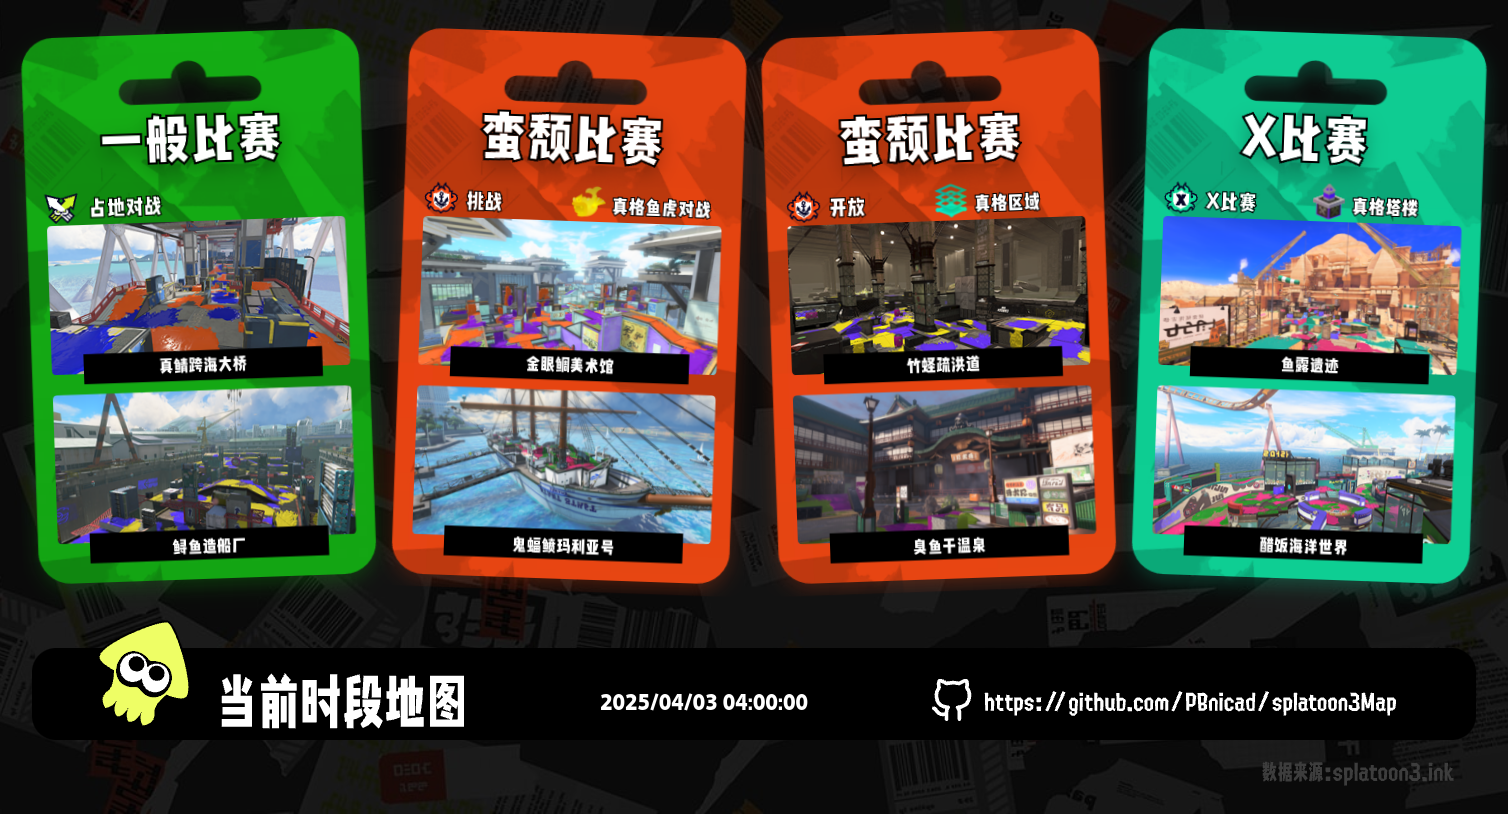 一般比赛
占地对战
真鲭跨海大桥
鲟鱼造船厂
蛮颓比赛
挑战
真格鱼虎对战
金眼鲷美术馆
鬼蝠鲼玛利亚号
蛮颓比赛
开放
真格区域
竹蛏疏洪道
臭鱼干温泉
X比赛
X比赛
真格塔楼
鱼露遗迹
醋饭海洋世界
当前时段地图
2025/04/03 04:00:00
https://github.com/PBnicad/splatoon3Map
数据来源:splatoon3.ink